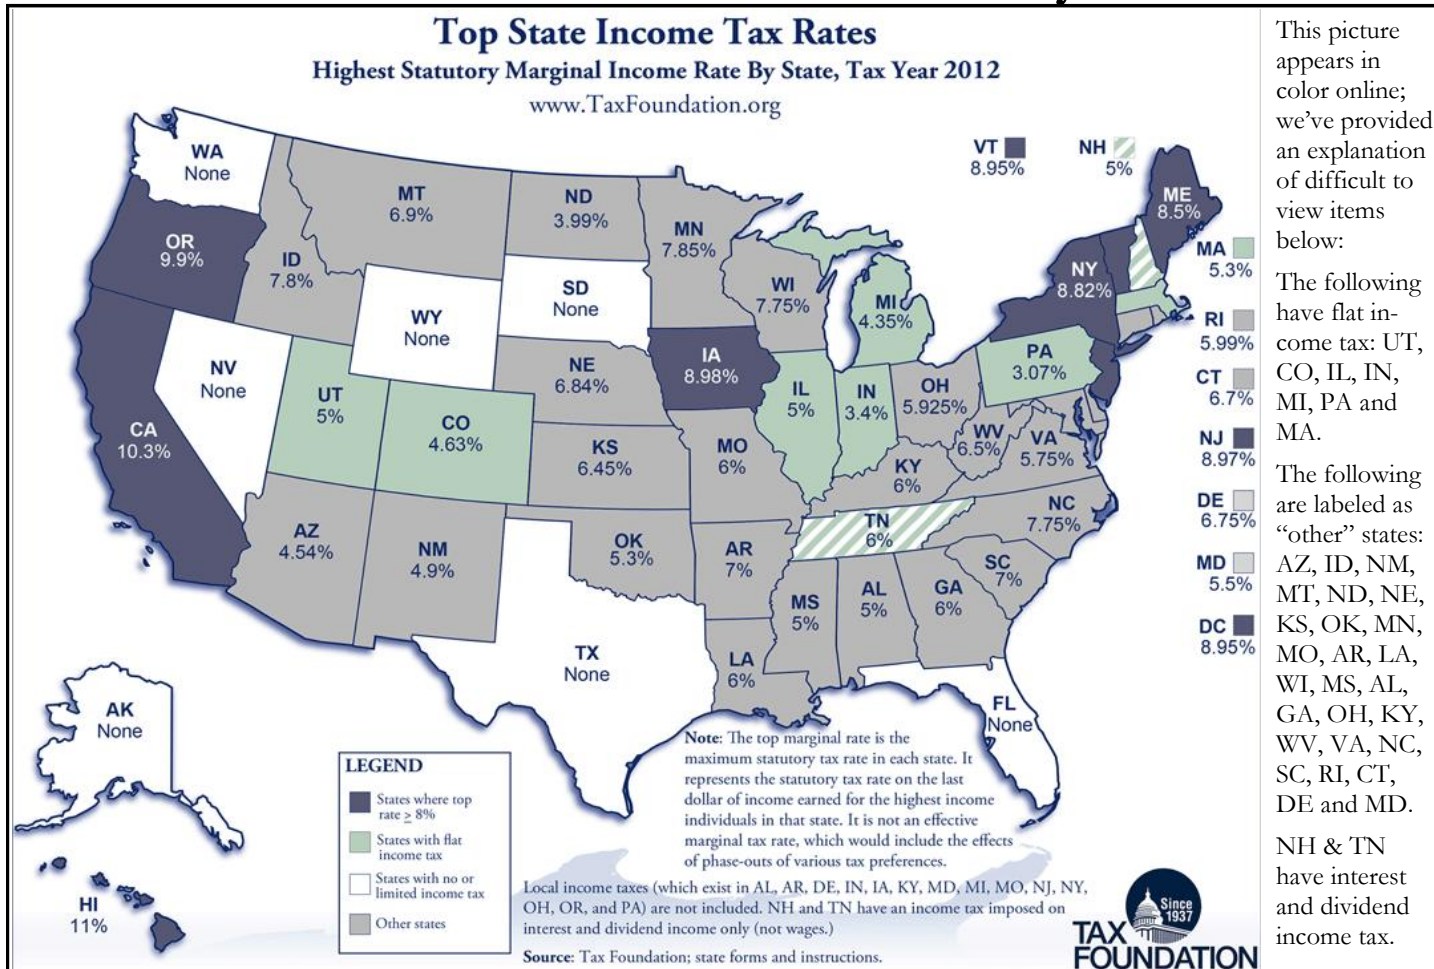 Top State Income Tax Rates
Highest Statutory Marginal Income Rate By State, Tax Year 2012
www.TaxFoundation.org
WA
None
OR
9.9%
CA
10.3%
NV
None
ID
7.8%
MT
6.9%
WY
None
UT
5%
AZ
4.54%
CO
4.63%
NM
4.9%
ND
3.99%
SD
None
NE
6.84%
KS
6.45%
OK
5.3%
TX
None
MN
7.85%
IA
8.98%
MO
6%
AR
7%
LA
6%
WI
7.75%
IL
5%
MI
4.35%
IN
3.4%
OH
5.925%
KY
6%
TN
6%
MS
5%
AL
5%
GA
6%
FL
None
SC
7%
NC
7.75%
VA
5.75%
WV
6.5%
PA
3.07%
NY
8.82%
ME
8.5%
VT
8.95%
NH
5%
MA
5.3%
RI
5.99%
CT
6.7%
NJ
8.97%
DE
6.75%
MD
5.5%
DC
8.95%
AK
None
HI
11%
LEGEND
States where top
rate ≥ 8%
States with flat
income tax
States with no or
limited income tax
Other states
Note: The top marginal rate is the
maximum statutory tax rate in each state. It
represents the statutory tax rate on the last
dollar of income earned for the highest income
individuals in that state. It is not an effective
marginal tax rate, which would include the effects
of phase-outs of various tax preferences.
Local income taxes (which exist in AL, AR, DE, IN, IA, KY, MD, MI, MO, NJ, NY,
OH, OR, and PA) are not included. NH and TN have an income tax imposed on
interest and dividend income only (not wages.)
Source: Tax Foundation; state forms and instructions.
Since
1937
TAX
FOUNDATION
This picture
appears in
color online;
we've provided
an explanation
of difficult to
view items
below:
The following
have flat in-
come tax: UT,
CO, IL, IN,
MI, PA and
MA.
The following
are labeled as
“other” states:
AZ, ID, NM,
MT, ND, NE,
KS, OK, MN,
MO, AR, LA,
WI, MS, AL,
GA, OH, KY,
WV, VA, NC,
SC, RI, CT,
DE and MD.
NH & TN
have interest
and dividend
income tax.